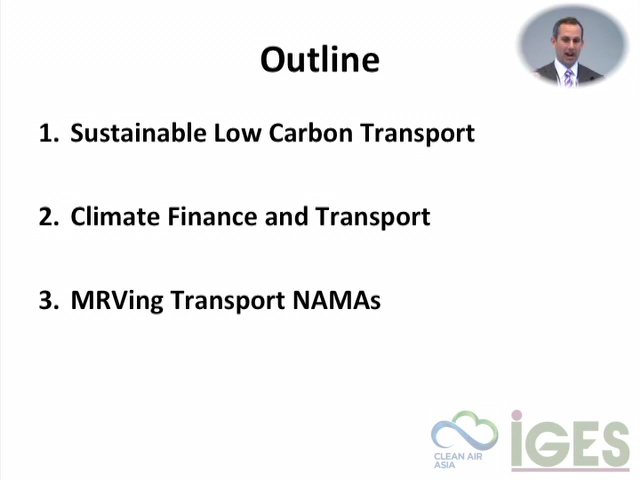 Outline
1. Sustainable Low Carbon Transport
2. Climate Finance and Transport
3. MRVing Transport NAMAs
CLEAN AIR
ASIA
iGES